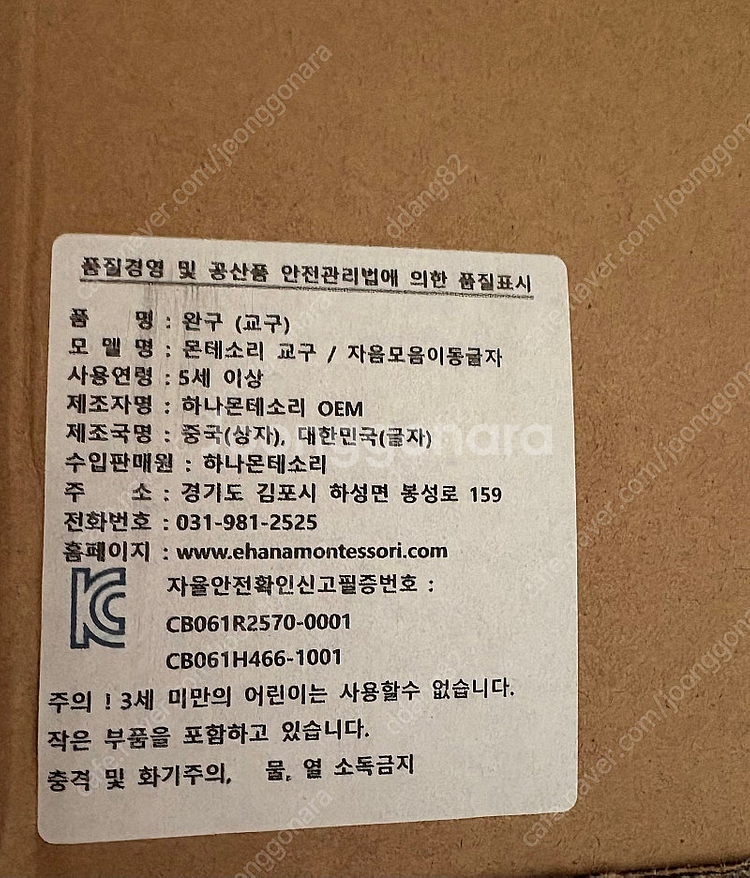 품질경영 및 공산품 안전관리법애 의한 품질표시
품 명 : 완구 (교구)
모 델 명 : 몬테소리 교구 / 자음모음이동글자
사용연령 : 5세 이상
제조자명 : 하나몬테소리 OEM
제조국명 : 중국(상자), 대한민국(글자)
수입판매원 : 하나몬테소리
주 소 : 경기도 김포시 하성면 봉성로 159
전화번호 : 031-981-2525
홈페이지 : www.ehanamontessori.com
자율안전확인신고필증번호 :
CB061R2570-0001
CB061H466-1001
주의 ! 3세 미만의 어린이는 사용할수 없습니다.
작은 부품을 포함하고 있습니다.
충격 및 화기주의, 물, 열 소독금지
cafe.naver.com/joonggonara
ddang82
joonggonara